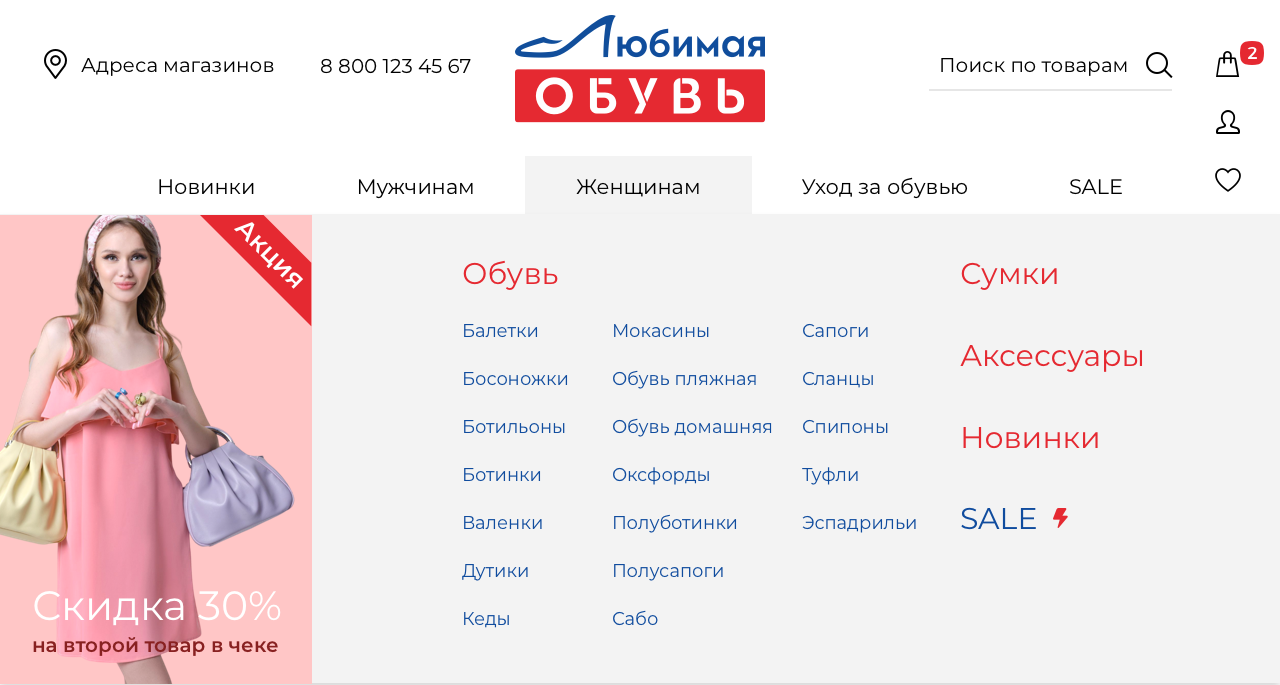 Адреса магазинов
8 800 123 45 67
Любимая
ОБУВЬ
Поиск по товарам
2
Новинки
Мужчинам
Женщинам
Уход за обувью
SALE
Акция
Скидка 30%
на второй товар в чеке
Обувь
Балетки
Босоножки
Ботильоны
Ботинки
Валенки
Дутики
Кеды
Мокасины
Обувь пляжная
Обувь домашняя
Оксфорды
Полуботинки
Полусапоги
Сабо
Сапоги
Сланцы
Спипоны
Туфли
Эспадрильи
Сумки
Аксессуары
Новинки
SALE